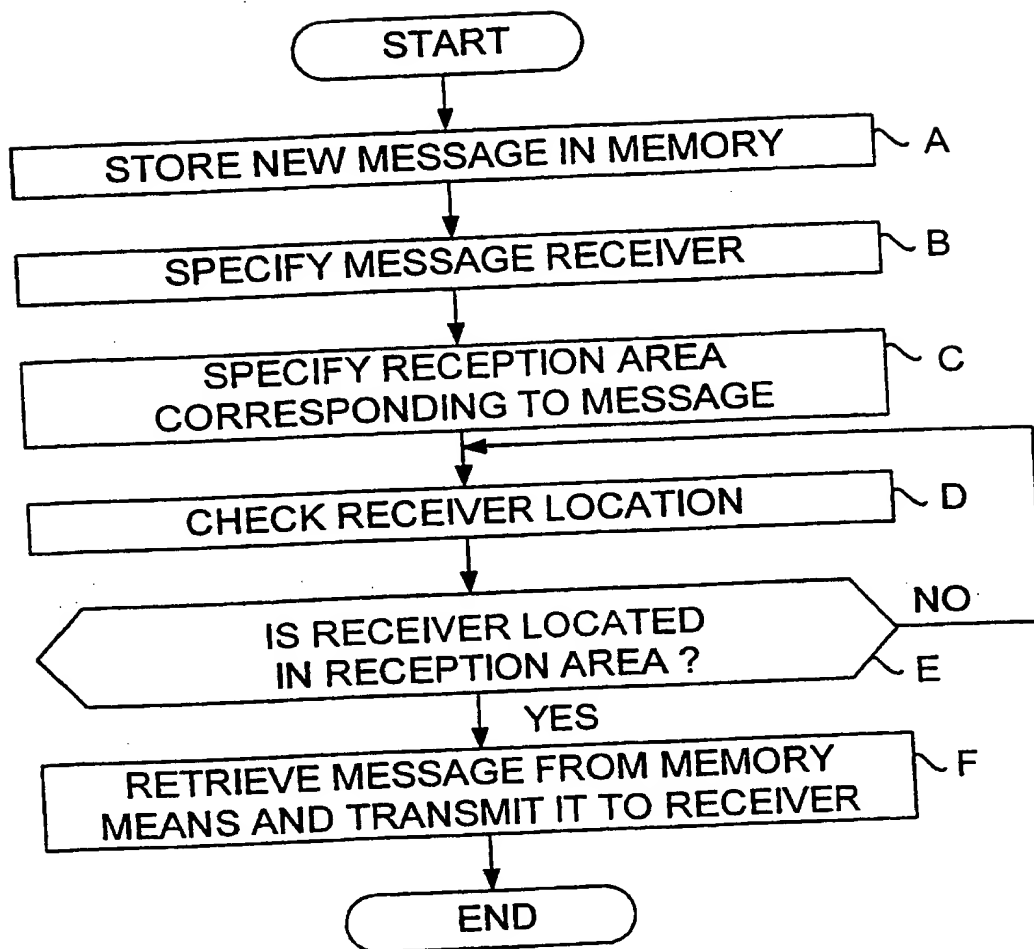 START
STORE NEW MESSAGE IN MEMORY
A
SPECIFY MESSAGE RECEIVER
B
SPECIFY RECEPTION AREA
CORRESPONDING TO MESSAGE
C
CHECK RECEIVER LOCATION
D
IS RECEIVER LOCATED
IN RECEPTION AREA ?
NO
E
YES
RETRIEVE MESSAGE FROM MEMORY
MEANS AND TRANSMIT IT TO RECEIVER
F
END